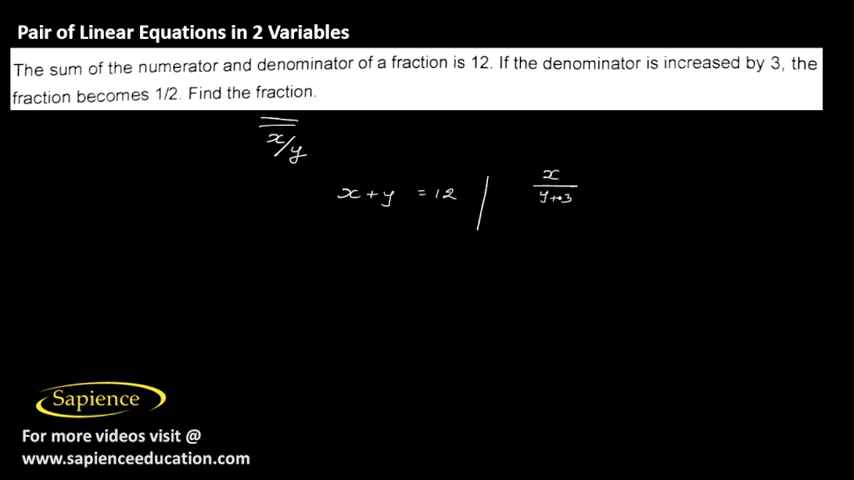 Pair of Linear Equations in 2 Variables
The sum of the numerator and denominator of a fraction is 12. If the denominator is increased by 3, the
fraction becomes 1/2. Find the fraction.
x/y
x + y = 12
x
y+3
Sapience
For more videos visit @
www.sapienceeducation.com